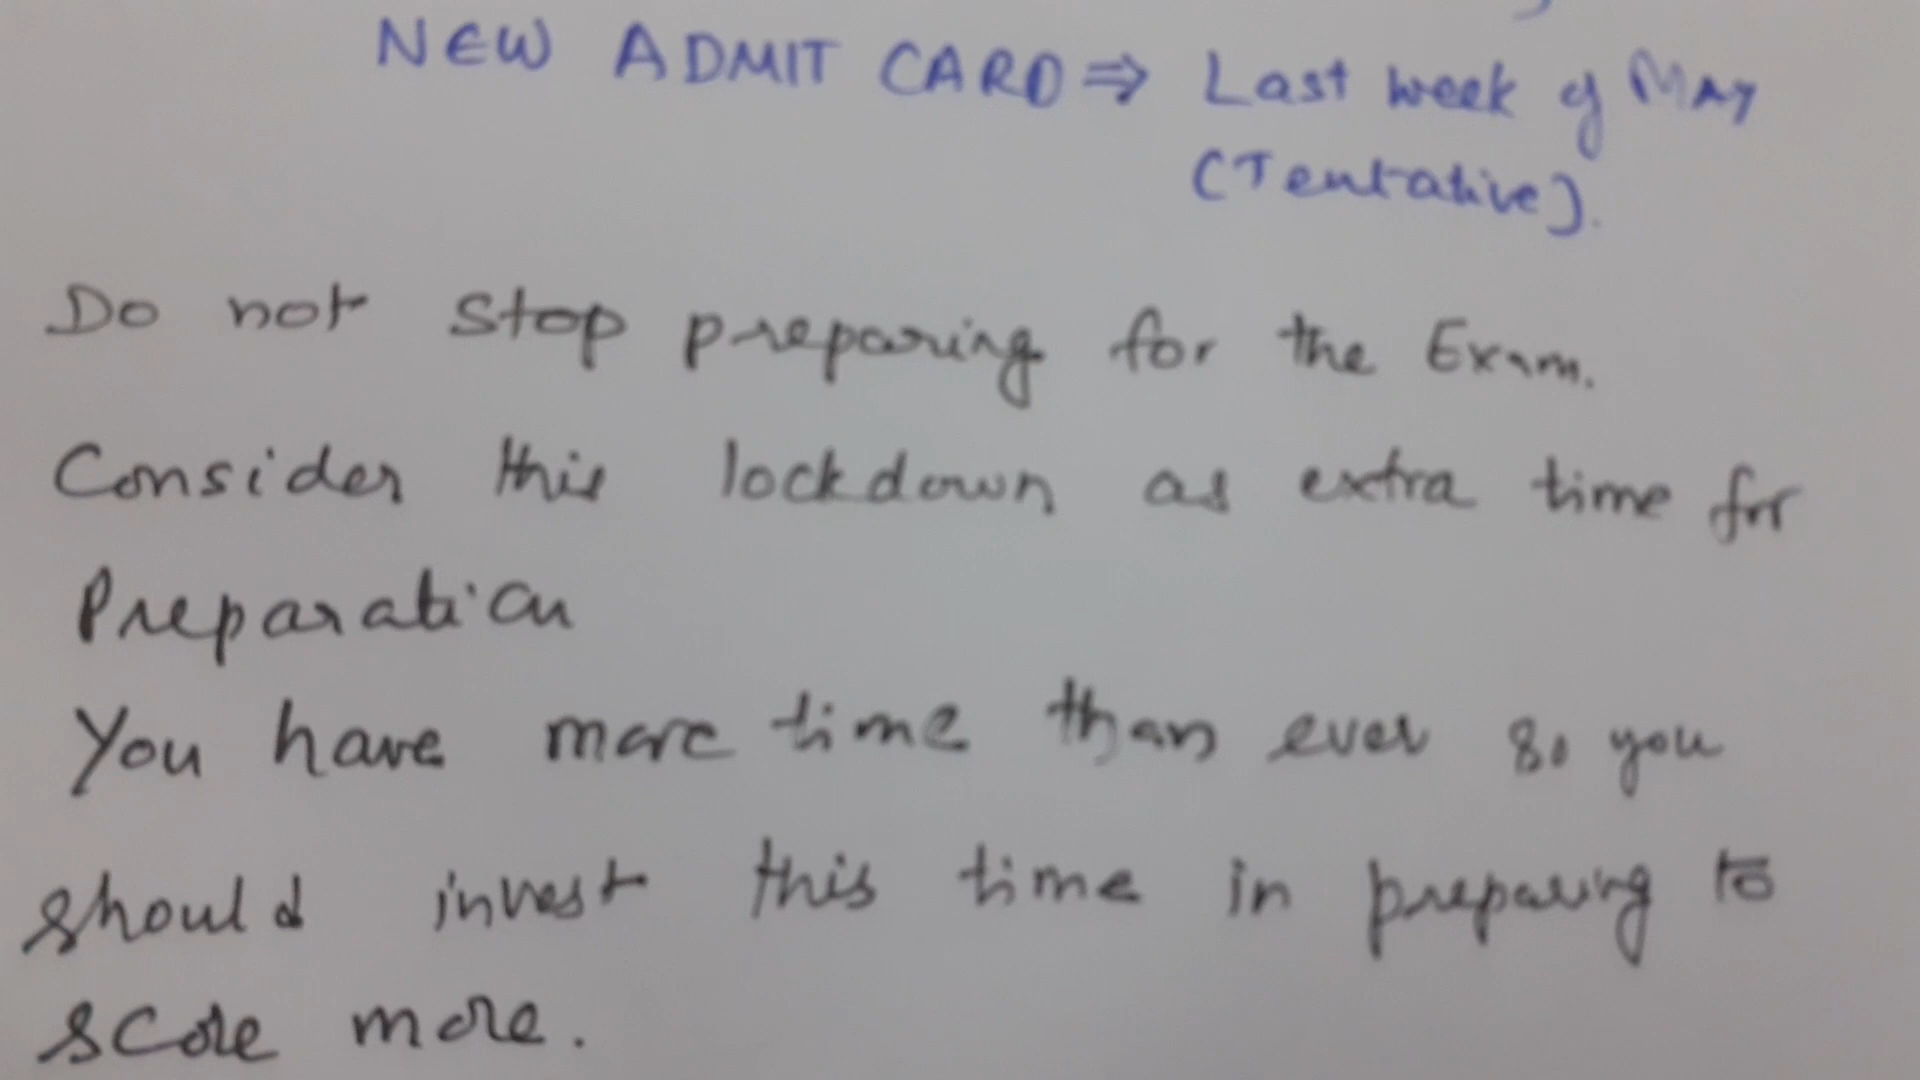 NEW ADMIT CARD ⇒ Last week of MAY
(Tentative).
Do not stop preparing for the Exam.
Consider this lockdown as extra time for
Preparation
You have more time than ever so you
should invest this time in preparing to
score more.